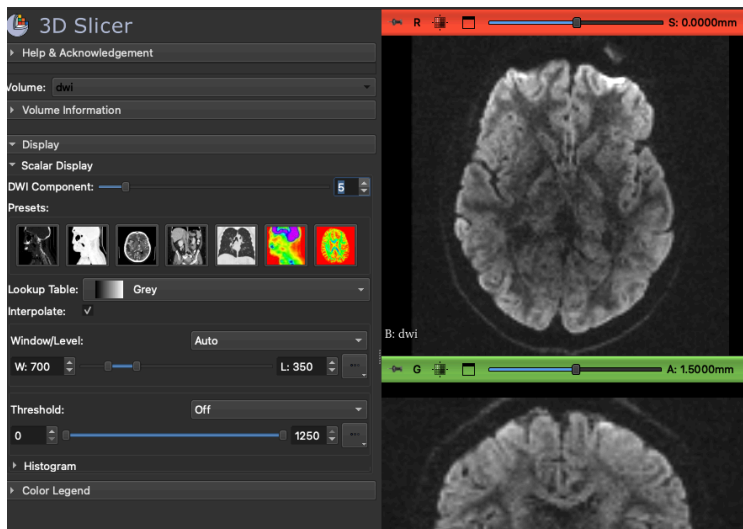 3D Slicer
Help & Acknowledgement
Volume: dwi
Volume Information
Display
Scalar Display
DWI Component: 5
Presets:
Lookup Table: Grey
Interpolate:
Window/Level: Auto
W: 700 L: 350
Threshold: Off
0 1250
Histogram
Color Legend
R S: 0.0000mm
B: dwi
G A: 1.5000mm